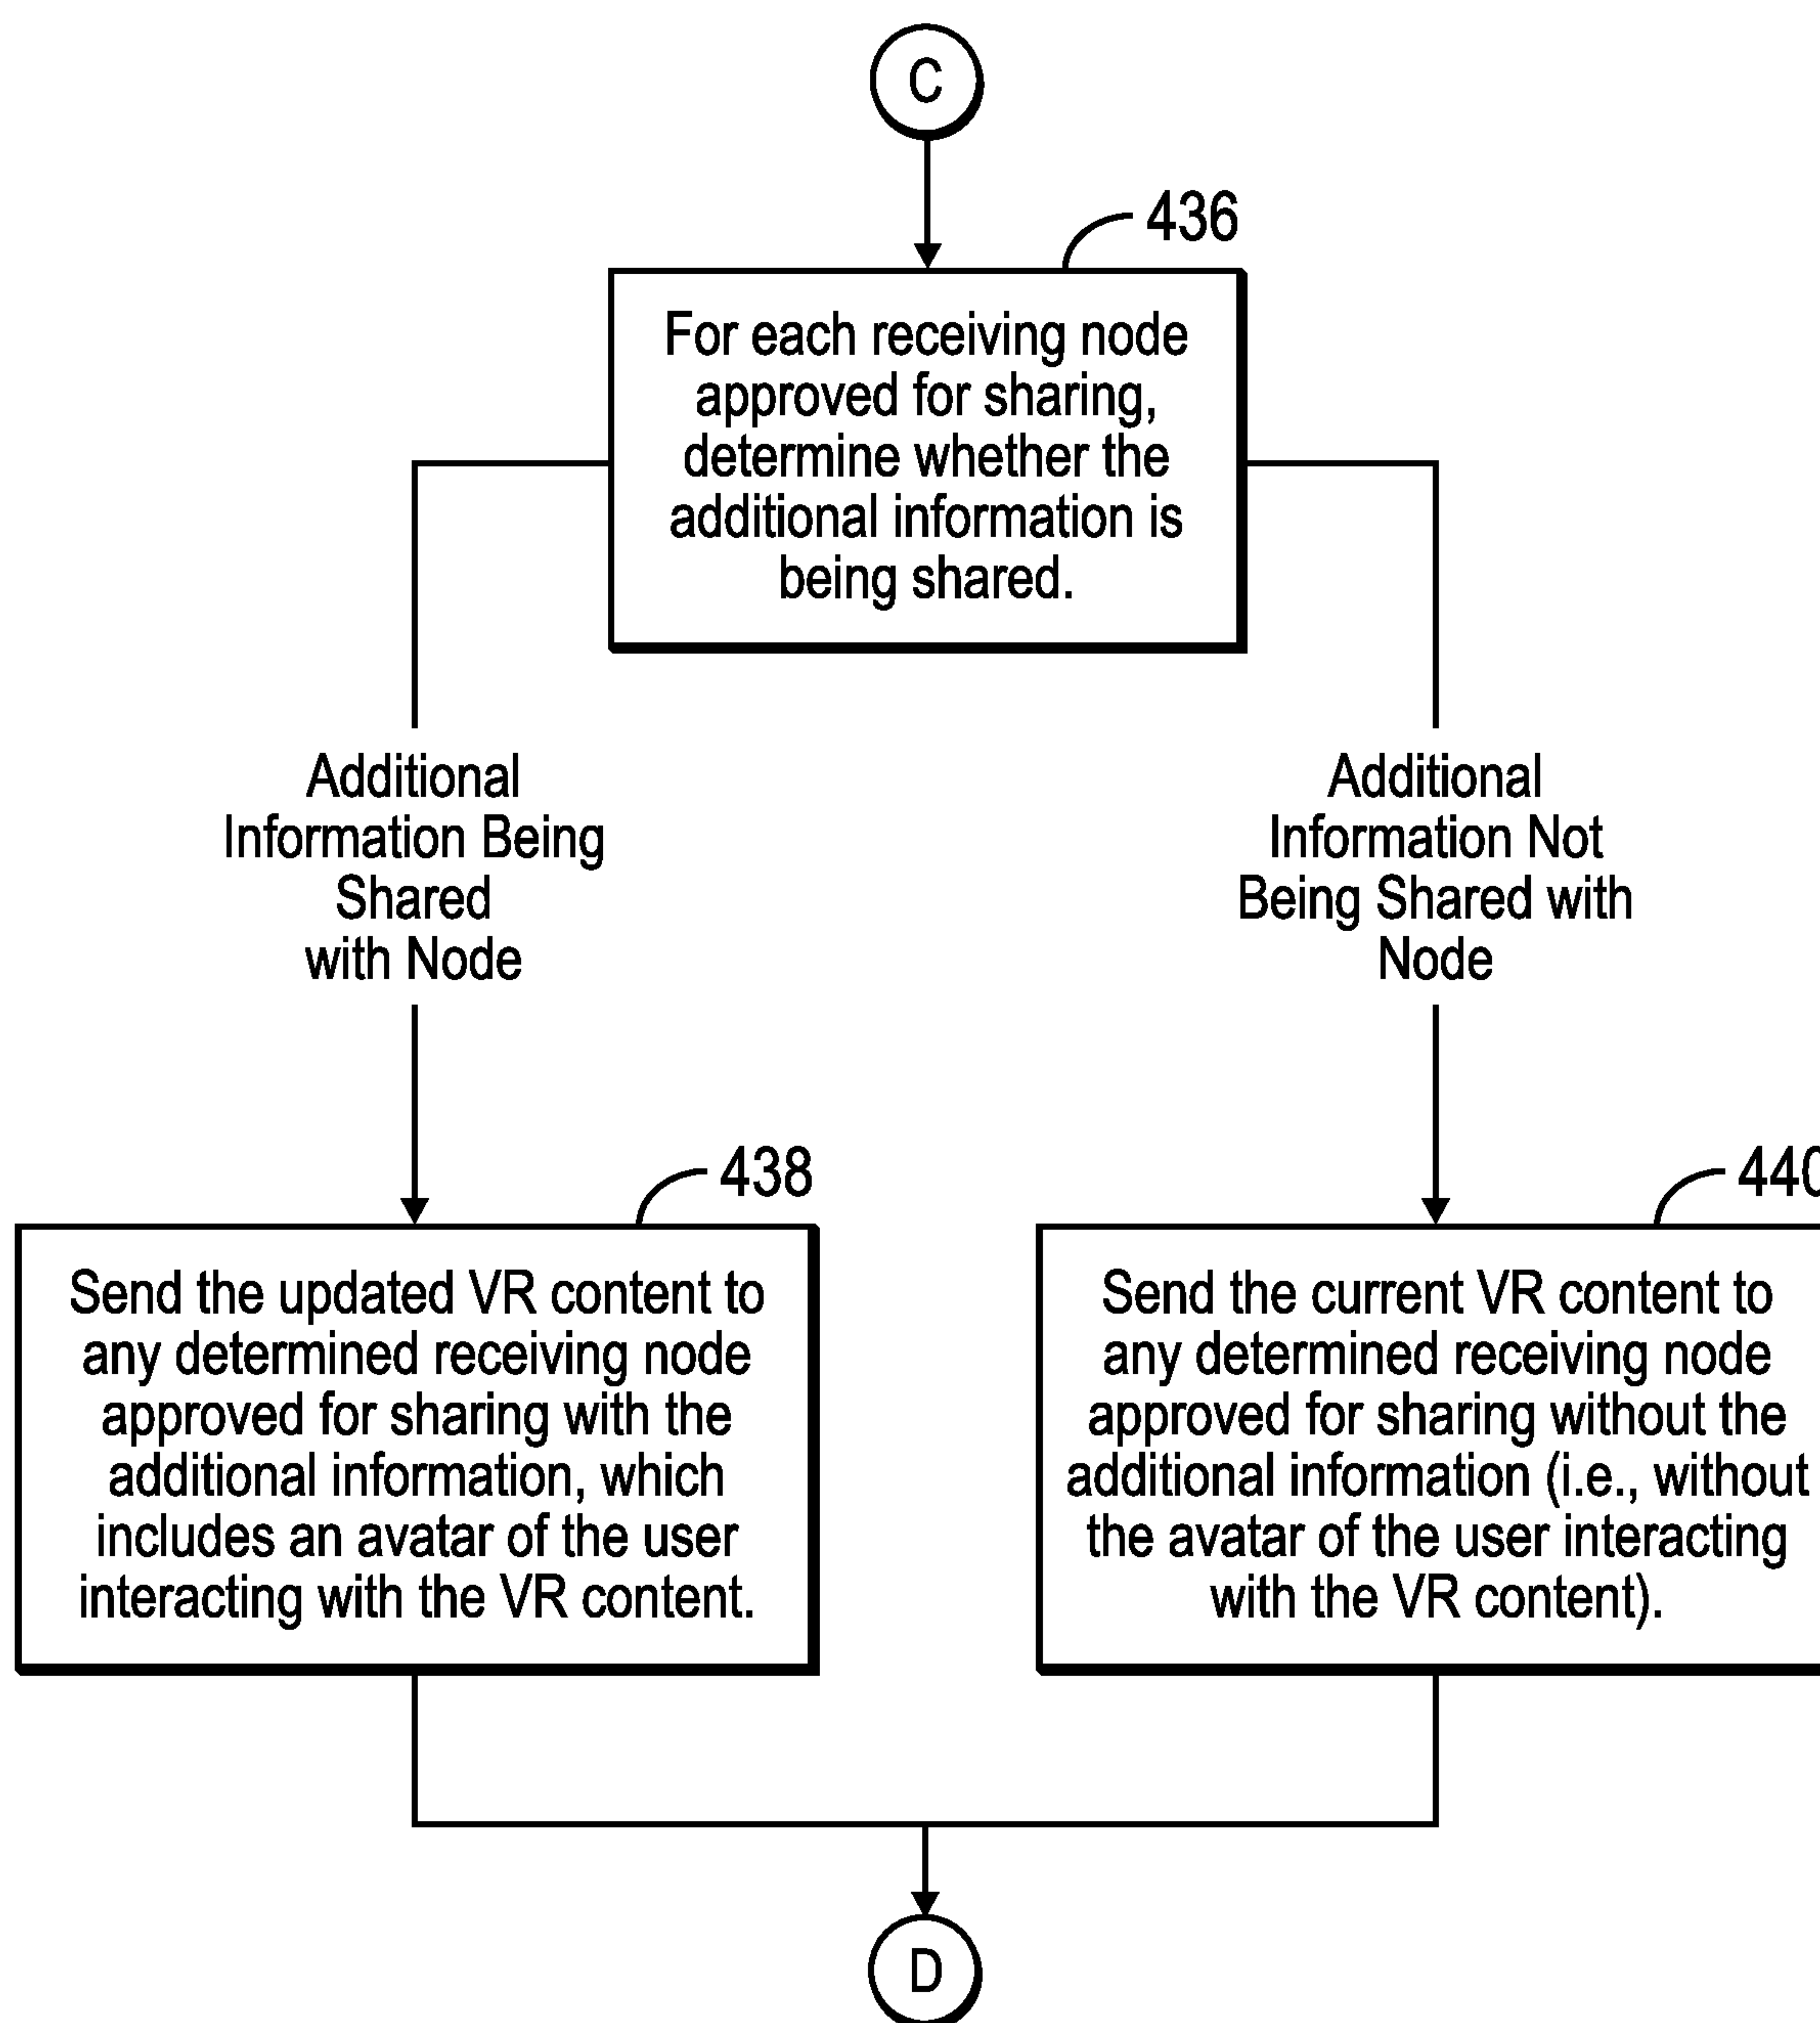 C
436
For each receiving node
approved for sharing,
determine whether the
additional information is
being shared.
Additional
Information Being
Shared
with Node
Additional
Information Not
Being Shared with
Node
438
Send the updated VR content to
any determined receiving node
approved for sharing with the
additional information, which
includes an avatar of the user
interacting with the VR content.
440
Send the current VR content to
any determined receiving node
approved for sharing without the
additional information (i.e., without
the avatar of the user interacting
with the VR content).
D